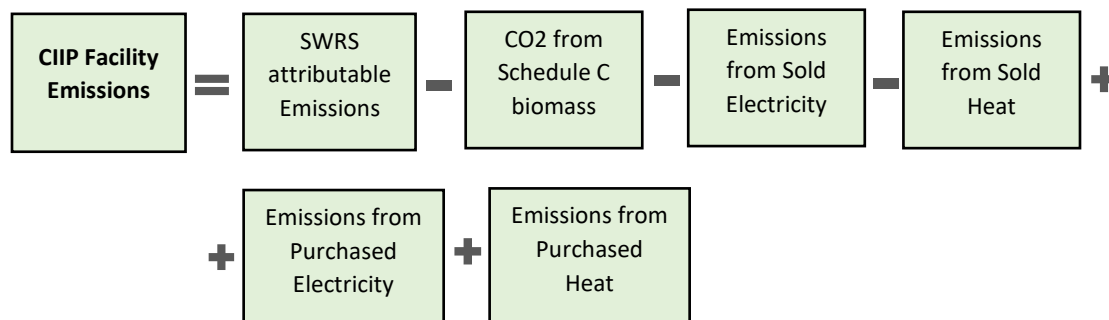 CIIP Facility
Emissions
=
SWRS
attributable
Emissions
-
CO2 from
Schedule C
biomass
-
Emissions
from Sold
Electricity
-
Emissions
from Sold
Heat
+
+
Emissions from
Purchased
Electricity
+
Emissions from
Purchased
Heat